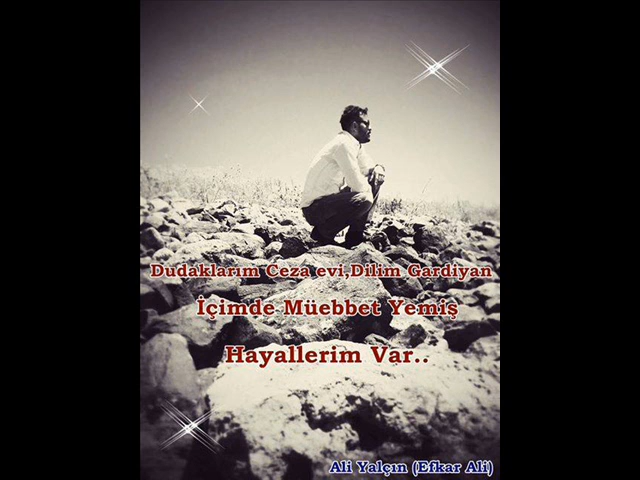 Dudaklarım Ceza evi,Dilim Gardiyan
İçimde Müebbet Yemiş
Hayallerim Var..
Ali Yalçın (Efkar Ali)